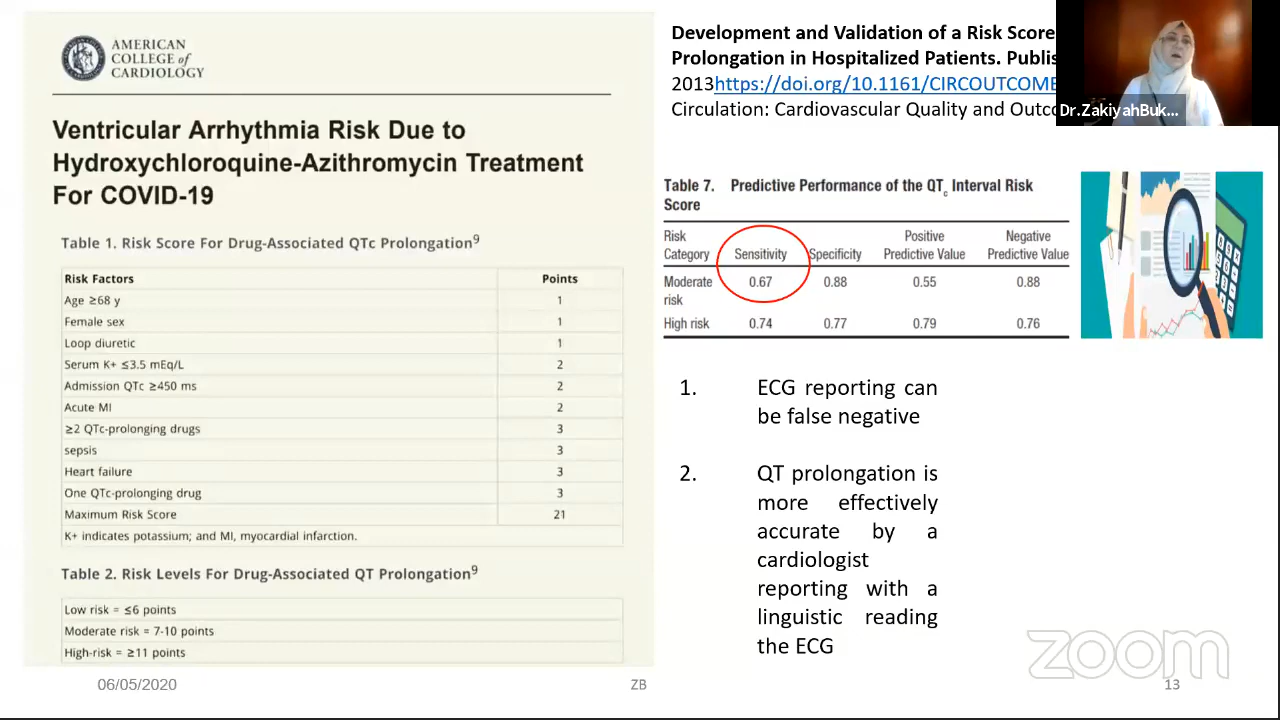 AMERICAN
COLLEGE of
CARDIOLOGY
Ventricular Arrhythmia Risk Due to
Hydroxychloroquine-Azithromycin Treatment
For COVID-19
Table 1. Risk Score For Drug-Associated QTc Prolongation9
Risk Factors Points
Age ≥68 y 1
Female sex 1
Loop diuretic 1
Serum K+ ≤3.5 mEq/L 2
Admission QTc ≥450 ms 2
Acute MI 2
≥2 QTc-prolonging drugs 3
sepsis 3
Heart failure 3
One QTc-prolonging drug 3
Maximum Risk Score 21
K+ indicates potassium; and MI, myocardial infarction.
Table 2. Risk Levels For Drug-Associated QT Prolongation9
Low risk = ≤6 points
Moderate risk = 7-10 points
High-risk = ≥11 points
Development and Validation of a Risk Score
Prolongation in Hospitalized Patients. Publis
2013https://doi.org/10.1161/CIRCOUTCOME
Circulation: Cardiovascular Quality and Outco
Dr.ZakiyahBuk...
Table 7. Predictive Performance of the QTc Interval Risk
Score
Risk Category Sensitivity Specificity Positive Predictive Value Negative Predictive Value
Moderate risk 0.67 0.88 0.55 0.88
High risk 0.74 0.77 0.79 0.76
1. ECG reporting can
be false negative
2. QT prolongation is
more effectively
accurate by a
cardiologist
reporting with a
linguistic reading
the ECG
zoom
06/05/2020 ZB 13